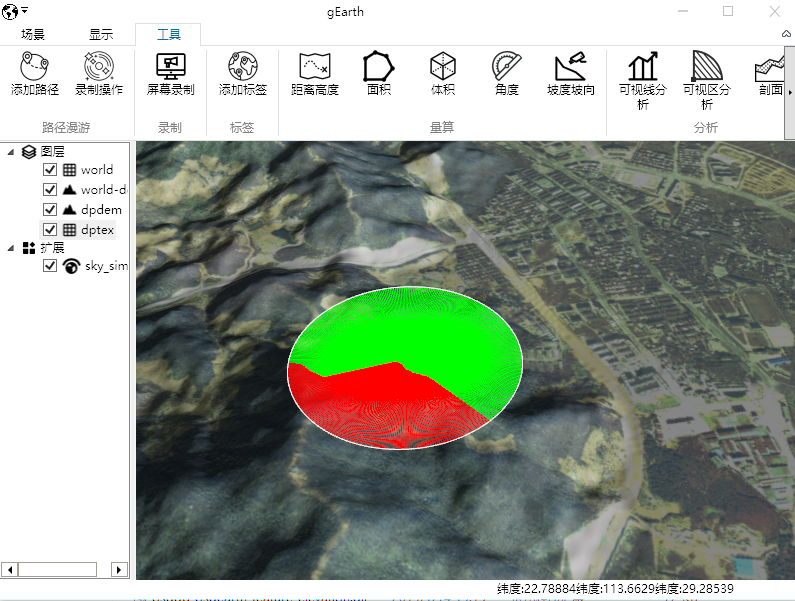 gEarth
场景 显示 工具
添加路径 录制操作 屏幕录制 添加标签 距离高度 面积 体积 角度 坡度坡向 可视线分析 可视区分析 剖面
路径漫游 录制 标签 量算 分析
图层
world
world-d
dpdem
dptex
扩展
sky_sim
纬度:22.78884纬度:113.6629纬度:29.28539